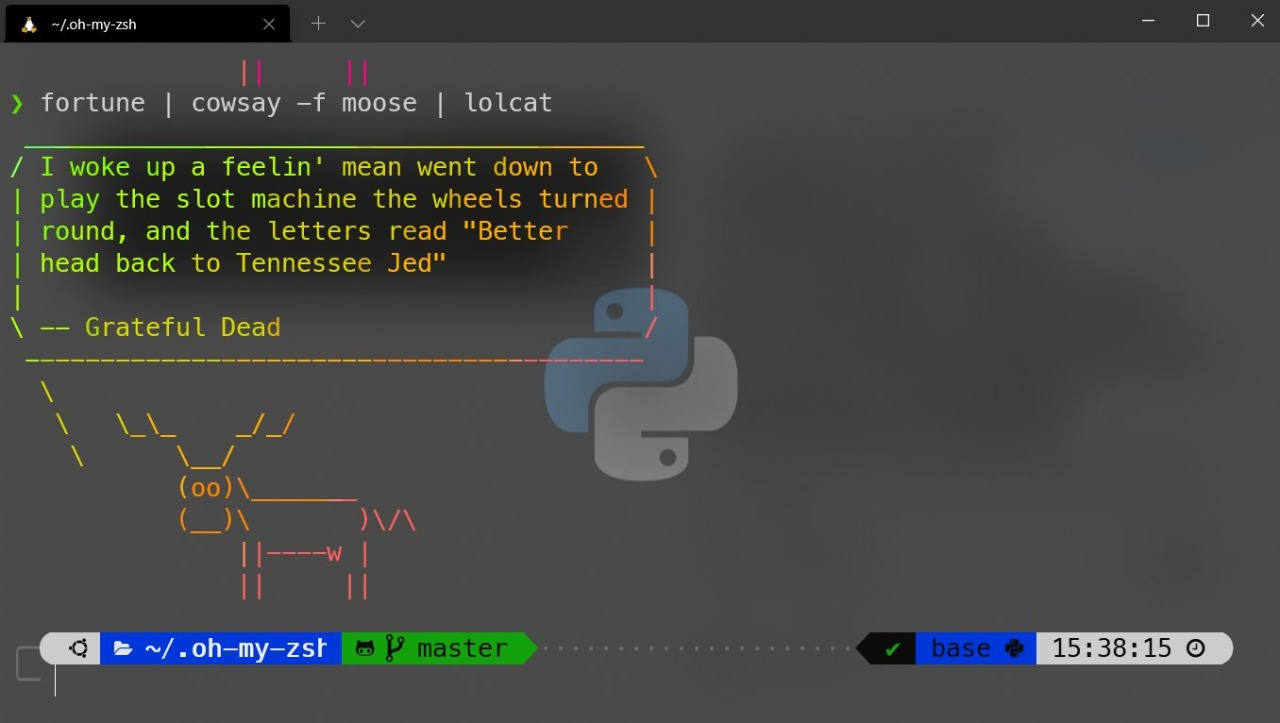 ~/.oh-my-zsh
||     ||
❯ fortune | cowsay -f moose | lolcat
 _________________________________________
/ I woke up a feelin' mean went down to   \
| play the slot machine the wheels turned |
| round, and the letters read "Better     |
| head back to Tennessee Jed"             |
|                                         |
\ -- Grateful Dead                        /
 -----------------------------------------
  \
   \   \_\_    _/_/
    \      \__/
           (oo)\_______
           (__)\       )\/\
               ||----w |
               ||     ||
~/.oh-my-zsh master ✔ base 15:38:15